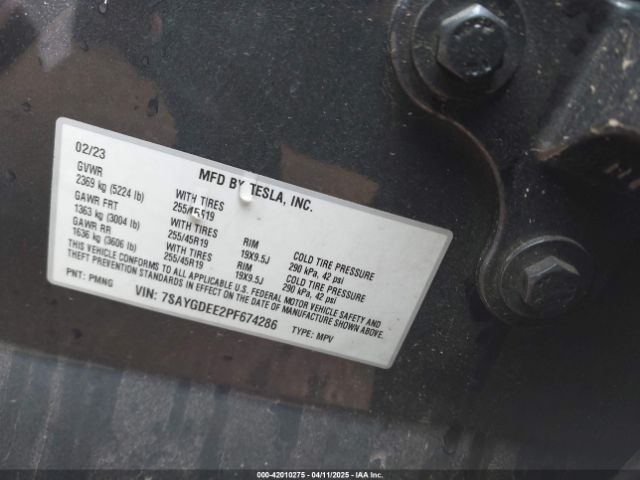 02/23
MFD BY TESLA, INC.
GVWR
2369 kg (5224 lb)
GAWR FRT WITH TIRES RIM COLD TIRE PRESSURE
1363 kg (3004 lb) 255/45R19 19X9.5J 290 kPa, 42 psi
GAWR RR WITH TIRES RIM COLD TIRE PRESSURE
1636 kg (3606 lb) 255/45R19 19X9.5J 290 kPa, 42 psi
THIS VEHICLE CONFORMS TO ALL APPLICABLE U.S. FEDERAL MOTOR VEHICLE SAFETY AND
THEFT PREVENTION STANDARDS IN EFFECT ON THE DATE OF MANUFACTURE SHOWN ABOVE.
PNT: PMNG
VIN: 7SAYGDEE2PF674286 TYPE: MPV
000-42010275 - 04/11/2025 - IAA Inc.